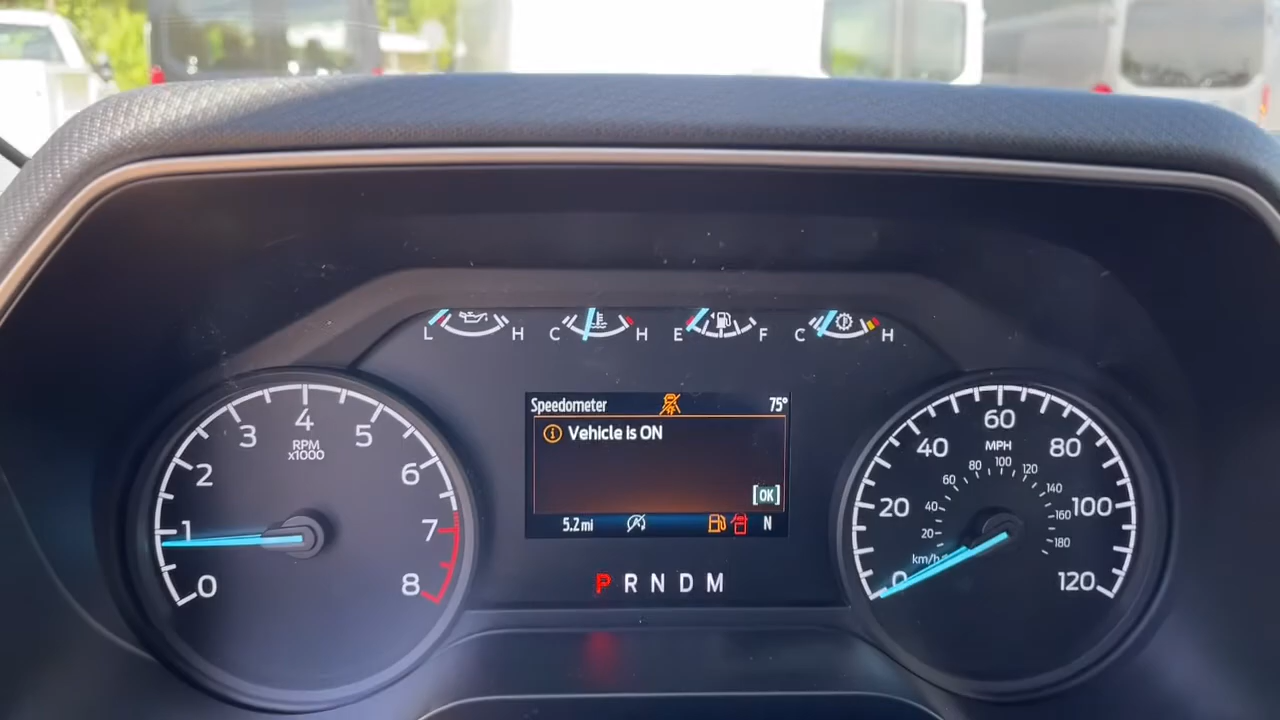 L H C H E F C H
Speedometer 75°
Vehicle is ON
[OK]
5.2 mi N
P R N D M
0 1 2 3 4 5 6 7 8
RPM
x1000
0 20 40 60 80 100 120
MPH
km/h 20 40 60 80 100 120 140 160 180